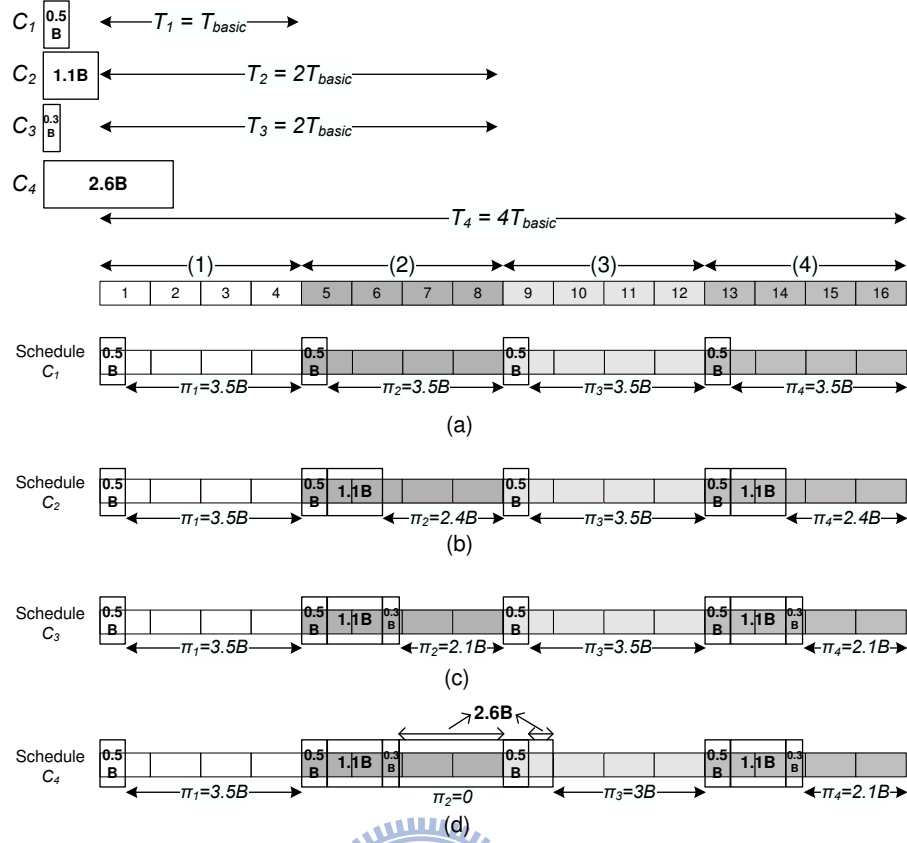 C1 0.5 B T1 = Tbasic
C2 1.1B T2 = 2Tbasic
C3 0.3 B T3 = 2Tbasic
C4 2.6B
T4 = 4Tbasic
(1) (2) (3) (4)
1 2 3 4 5 6 7 8 9 10 11 12 13 14 15 16
Schedule C1 0.5 B 0.5 B 0.5 B 0.5 B
π1=3.5B π2=3.5B π3=3.5B π4=3.5B
(a)
Schedule C2 0.5 B 0.5 B 1.1B 0.5 B 0.5 B 1.1B
π1=3.5B π2=2.4B π3=3.5B π4=2.4B
(b)
Schedule C3 0.5 B 0.5 B 1.1B 0.3 B 0.5 B 0.5 B 1.1B 0.3 B
π1=3.5B π2=2.1B π3=3.5B π4=2.1B
(c)
2.6B
Schedule C4 0.5 B 0.5 B 1.1B 0.3 B 0.5 B 0.5 B 1.1B 0.3 B
π1=3.5B π2=0 π3=3B π4=2.1B
(d)